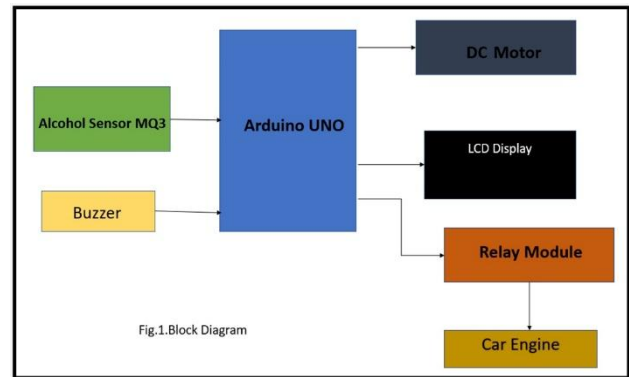 DC Motor
Alcohol Sensor MQ3
Arduino UNO
LCD Display
Buzzer
Relay Module
Fig.1.Block Diagram
Car Engine